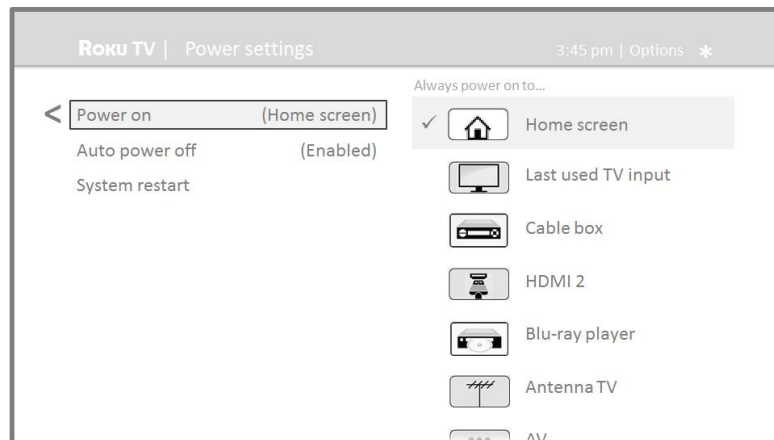 Roku TV | Power settings 3:45 pm | Options *
Always power on to...
< Power on (Home screen)
✓ Home screen
Auto power off (Enabled)
Last used TV input
System restart
Cable box
HDMI 2
Blu-ray player
Antenna TV
AV